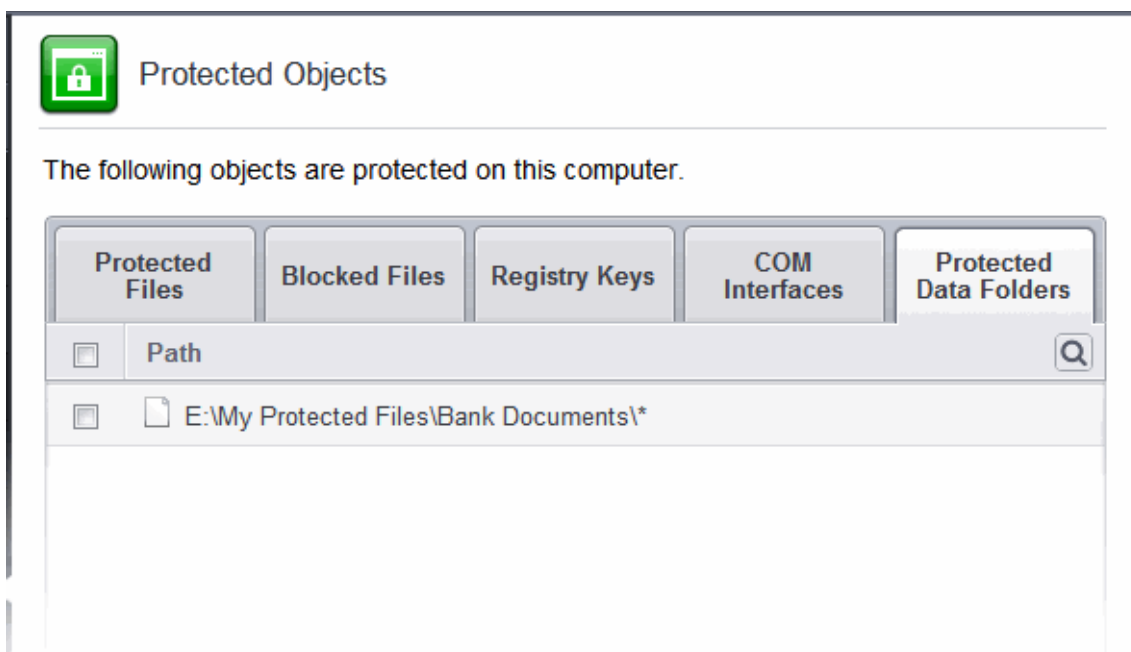 Protected Objects
The following objects are protected on this computer.
Protected
Files
Blocked Files
Registry Keys
COM
Interfaces
Protected
Data Folders
Path
E:\My Protected Files\Bank Documents\*